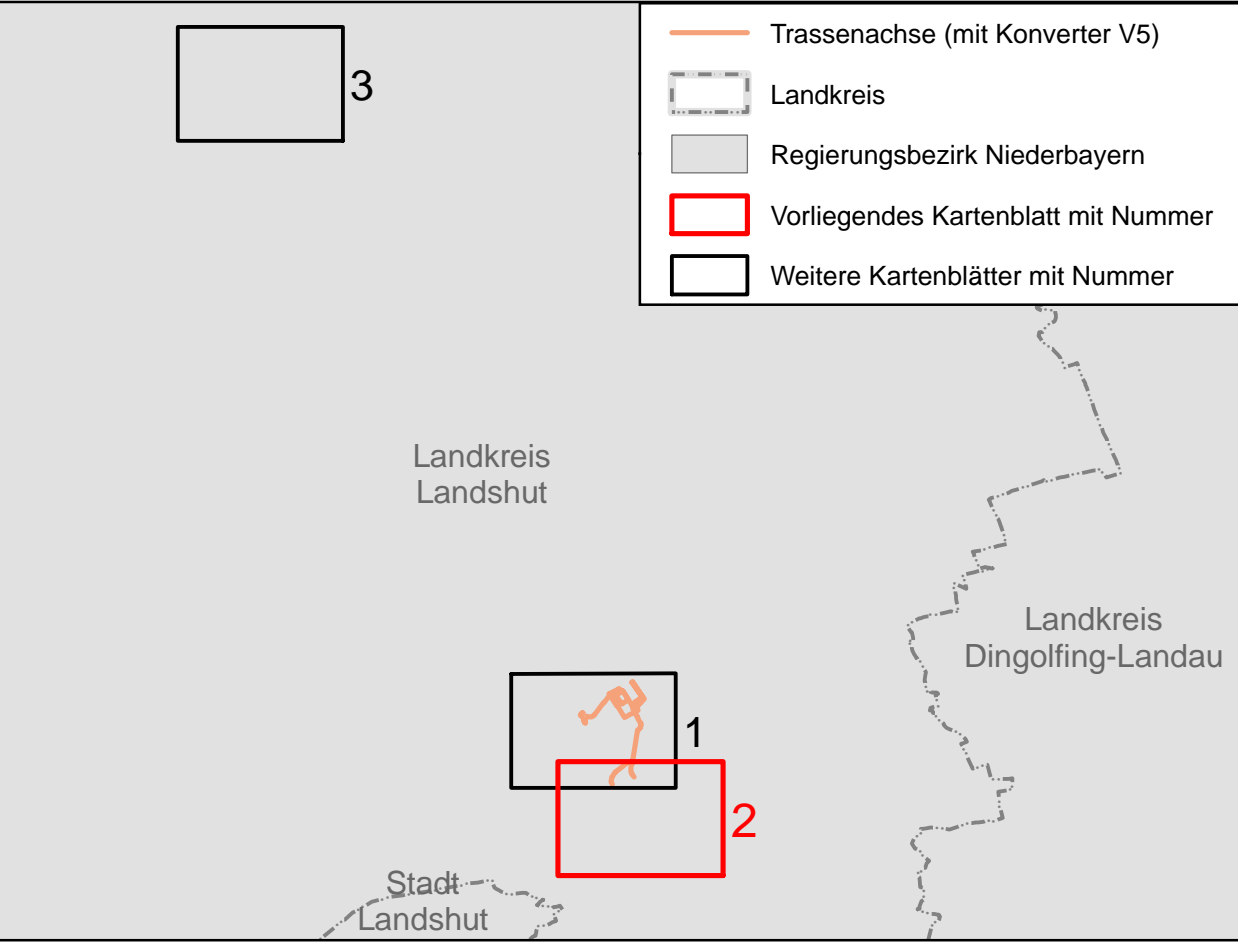 3
Trassenachse (mit Konverter V5)
Landkreis
Regierungsbezirk Niederbayern
Vorliegendes Kartenblatt mit Nummer
Weitere Kartenblätter mit Nummer
Landkreis
Landshut
Landkreis
Dingolfing-Landau
1
2
Stadt
Landshut